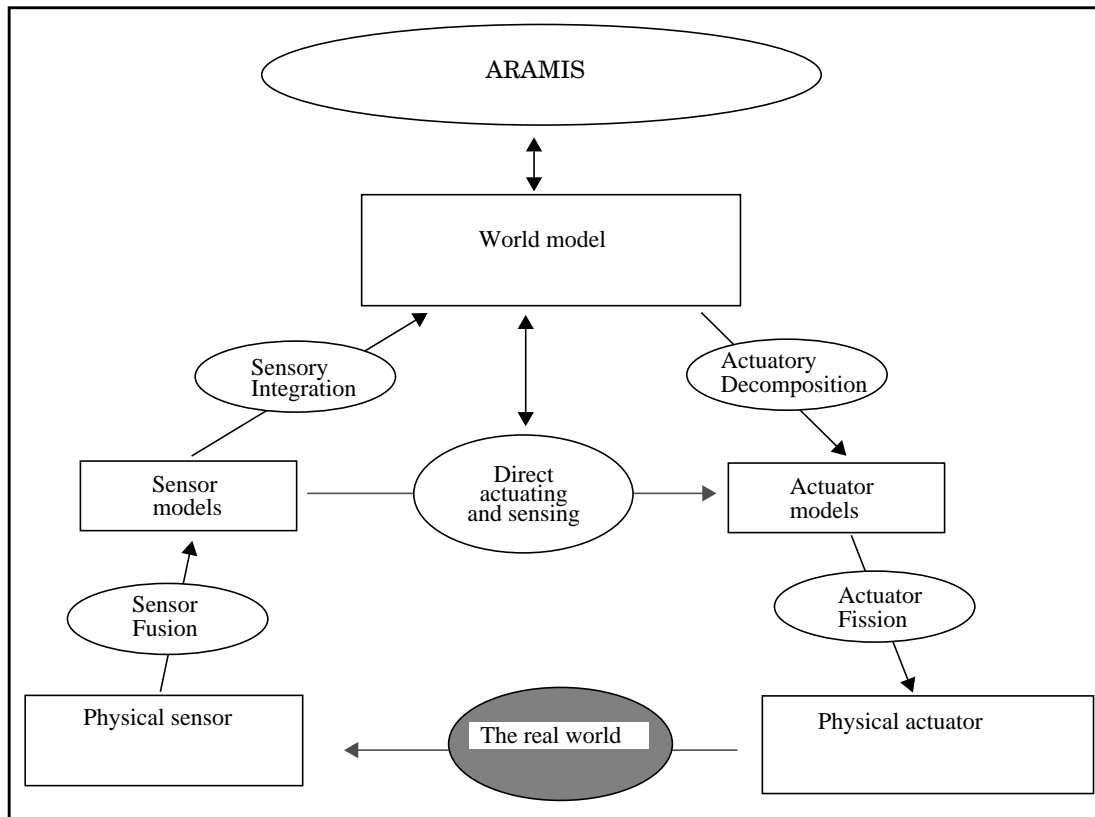 ARAMIS
World model
Sensory
Integration
Actuatory
Decomposition
Sensor
models
Direct
actuating
and sensing
Actuator
models
Sensor
Fusion
Actuator
Fission
Physical sensor
The real world
Physical actuator